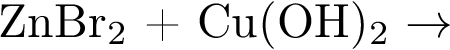 ZnBr₂ + Cu(OH)₂ →